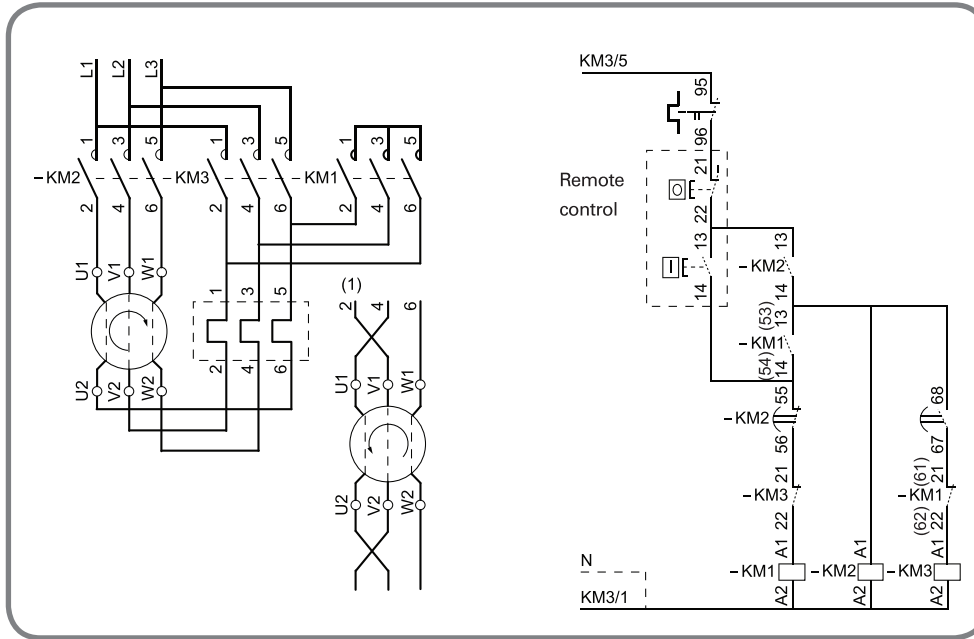 L1 L2 L3
1 3 5 1 3 5 1 3 5
–KM2 –KM3 –KM1
2 4 6 2 4 6 2 4 6
U1 V1 W1
1 3 5
2 4 6
U2 V2 W2
(1)
2 4 6
U1 V1 W1
U2 V2 W2
KM3/5
95
96
Remote
control
21
O
22
13 13
–KM2
I
14 14
(53) 13
–KM1
(54) 14
55 68
–KM2
56 67
21 21 (61)
–KM3 –KM1
22 22 (62)
A1 A1 A1
–KM1 –KM2 –KM3
A2 A2 A2
N
KM3/1